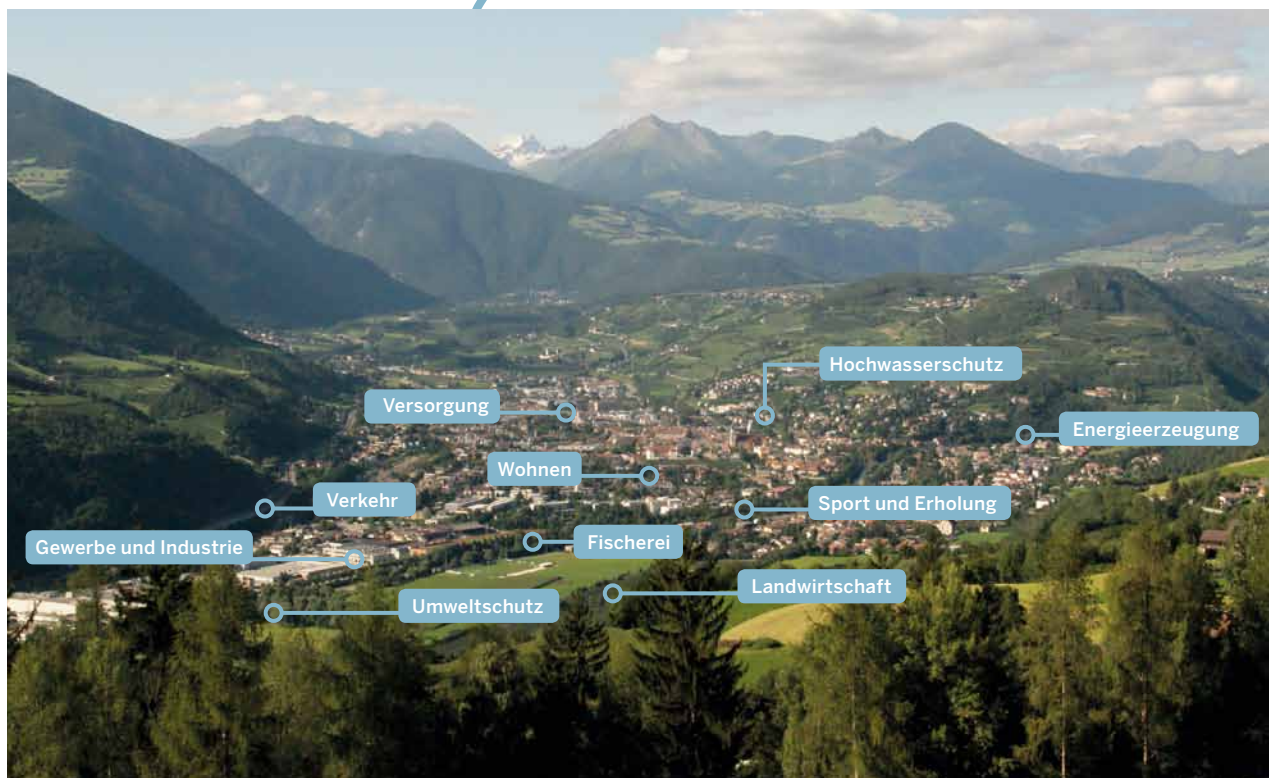 Hochwasserschutz
Versorgung
Energieerzeugung
Wohnen
Verkehr
Sport und Erholung
Gewerbe und Industrie
Fischerei
Landwirtschaft
Umweltschutz